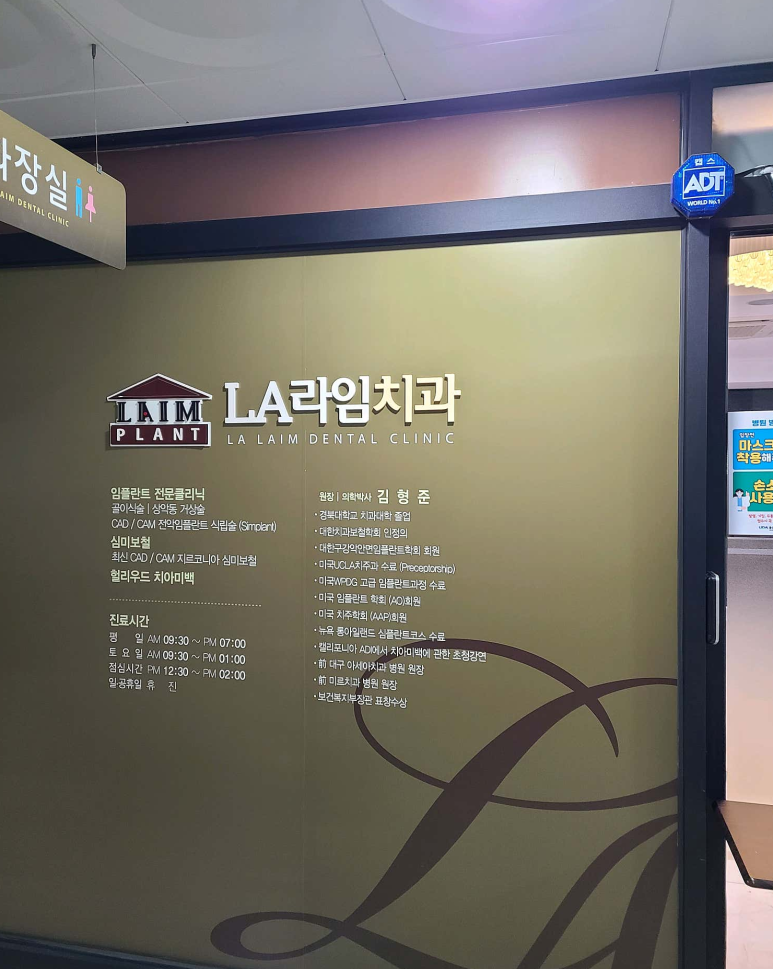 장실
LAIM DENTAL CLINIC
캡스
ADT
WORLD No.1
LAIM
PLANT
LA라임치과
LA LAIM DENTAL CLINIC
임플란트 전문클리닉
골이식술 | 상악동 거상술
CAD / CAM 전악임플란트 식립술 (Simplant)
심미보철
최신 CAD / CAM 지르코니아 심미보철
헐리우드 치아미백
진료시간
평 일 AM 09:30 ~ PM 07:00
토 요 일 AM 09:30 ~ PM 01:00
점심시간 PM 12:30 ~ PM 02:00
일·공휴일 휴 진
원장 | 의학박사 김 형 준
· 경북대학교 치과대학 졸업
· 대한치과보철학회 인정의
· 대한구강악안면임플란트학회 회원
· 미국UCLA치주과 수료 (Preceptorship)
· 미국WPDG 고급 임플란트과정 수료
· 미국 임플란트 학회 (AO)회원
· 미국 치주학회 (AAP)회원
· 뉴욕 롱아일랜드 심플란트코스 수료
· 캘리포니아 ADI에서 치아미백에 관한 초청강연
· 前 대구 아세아치과 병원 원장
· 前 미르치과 병원 원장
· 보건복지부장관 표창수상
병원
마스크
착용해
손소
사용